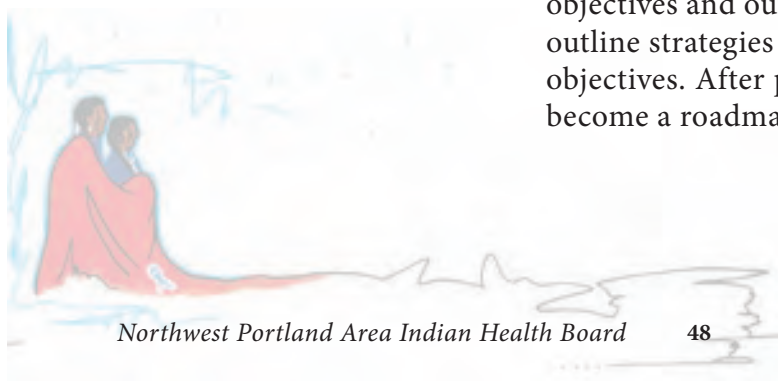 objectives and ou
outline strategies
objectives. After p
become a roadma
Northwest Portland Area Indian Health Board 48